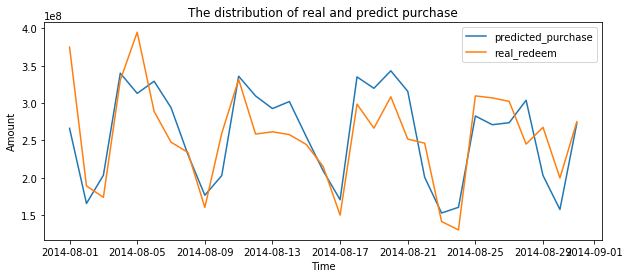 The distribution of real and predict purchase
1e8
predicted_purchase
real_redeem
4.0
3.5
3.0
2.5
2.0
1.5
Amount
2014-08-01 2014-08-05 2014-08-09 2014-08-13 2014-08-17 2014-08-21 2014-08-25 2014-08-29 2014-09-01
Time